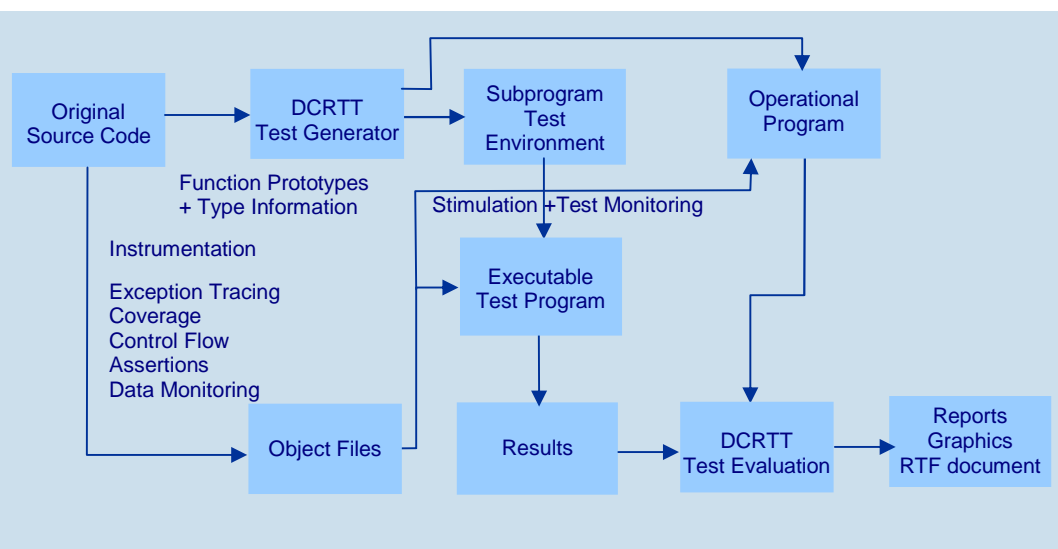 Original
Source Code
DCRTT
Test Generator
Subprogram
Test
Environment
Operational
Program
Function Prototypes
+ Type Information
Stimulation +Test Monitoring
Instrumentation
Exception Tracing
Coverage
Control Flow
Assertions
Data Monitoring
Executable
Test Program
Object Files
Results
DCRTT
Test Evaluation
Reports
Graphics
RTF document